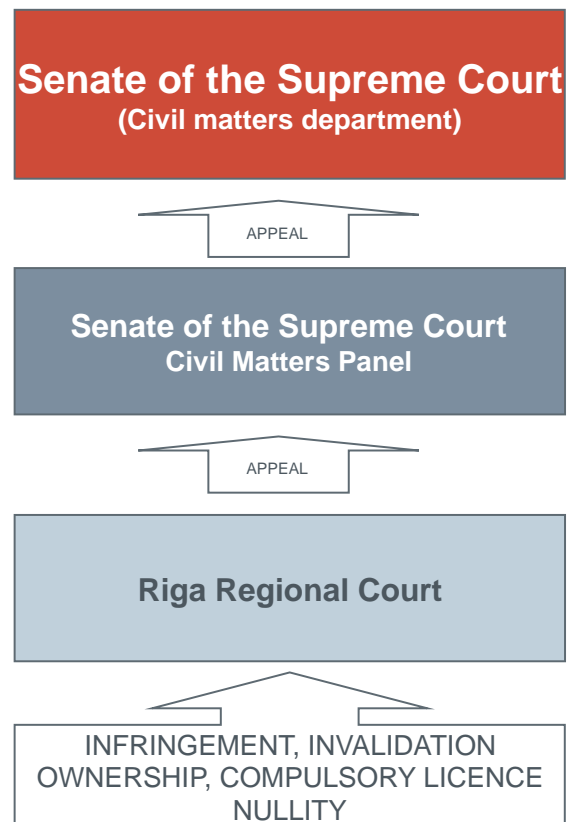 Senate of the Supreme Court
(Civil matters department)
APPEAL
Senate of the Supreme Court
Civil Matters Panel
APPEAL
Riga Regional Court
INFRINGEMENT, INVALIDATION
OWNERSHIP, COMPULSORY LICENCE
NULLITY